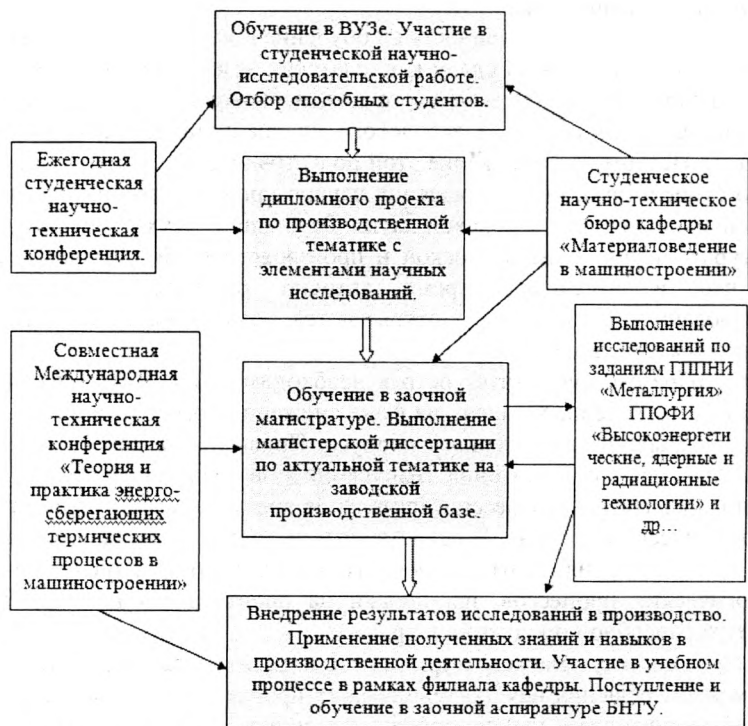 Обучение в ВУЗе. Участие в
студенческой научно-
исследовательской работе.
Отбор способных студентов.
Ежегодная
студенческая
научно-
техническая
конференция.
Выполнение
дипломного проекта
по производственной
тематике с
элементами научных
исследований.
Студенческое
научно-техническое
бюро кафедры
«Материаловедение
в машиностроении»
Совместная
Международная
научно-
техническая
конференция
«Теория и
практика энерго-
сберегающих
термических
процессов в
машиностроении»
Обучение в заочной
магистратуре. Выполнение
магистерской диссертации
по актуальной тематике на
заводской
производственной базе.
Выполнение
исследований по
заданиям ГППНИ
«Металлургия»
ГПОФИ
«Высокоэнергети
ческие, ядерные и
радиационные
технологии» и
др…
Внедрение результатов исследований в производство.
Применение полученных знаний и навыков в
производственной деятельности. Участие в учебном
процессе в рамках филиала кафедры. Поступление и
обучение в заочной аспирантуре БНТУ.